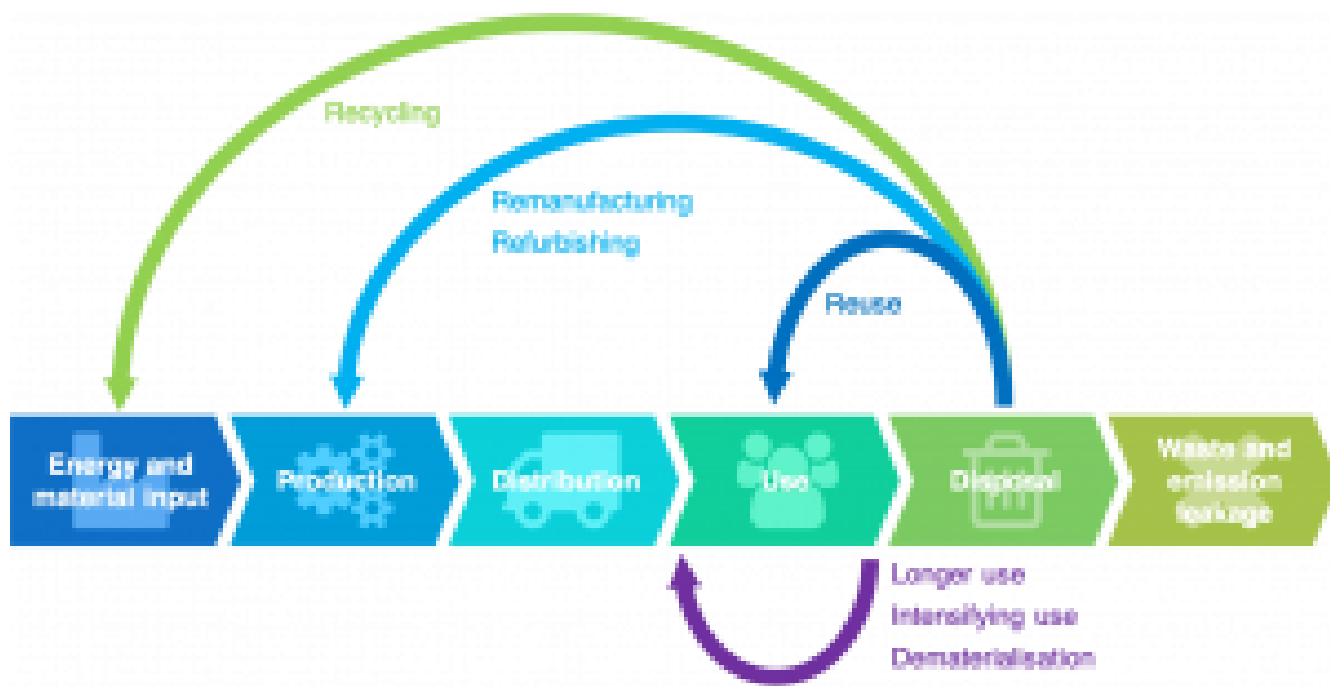 Recycling
Remanufacturing
Refurbishing
Reuse
Energy and
material input
Production
Distribution
Use
Disposal
Waste and
emission
leakage
Longer use
Intensifying use
Dematerialisation